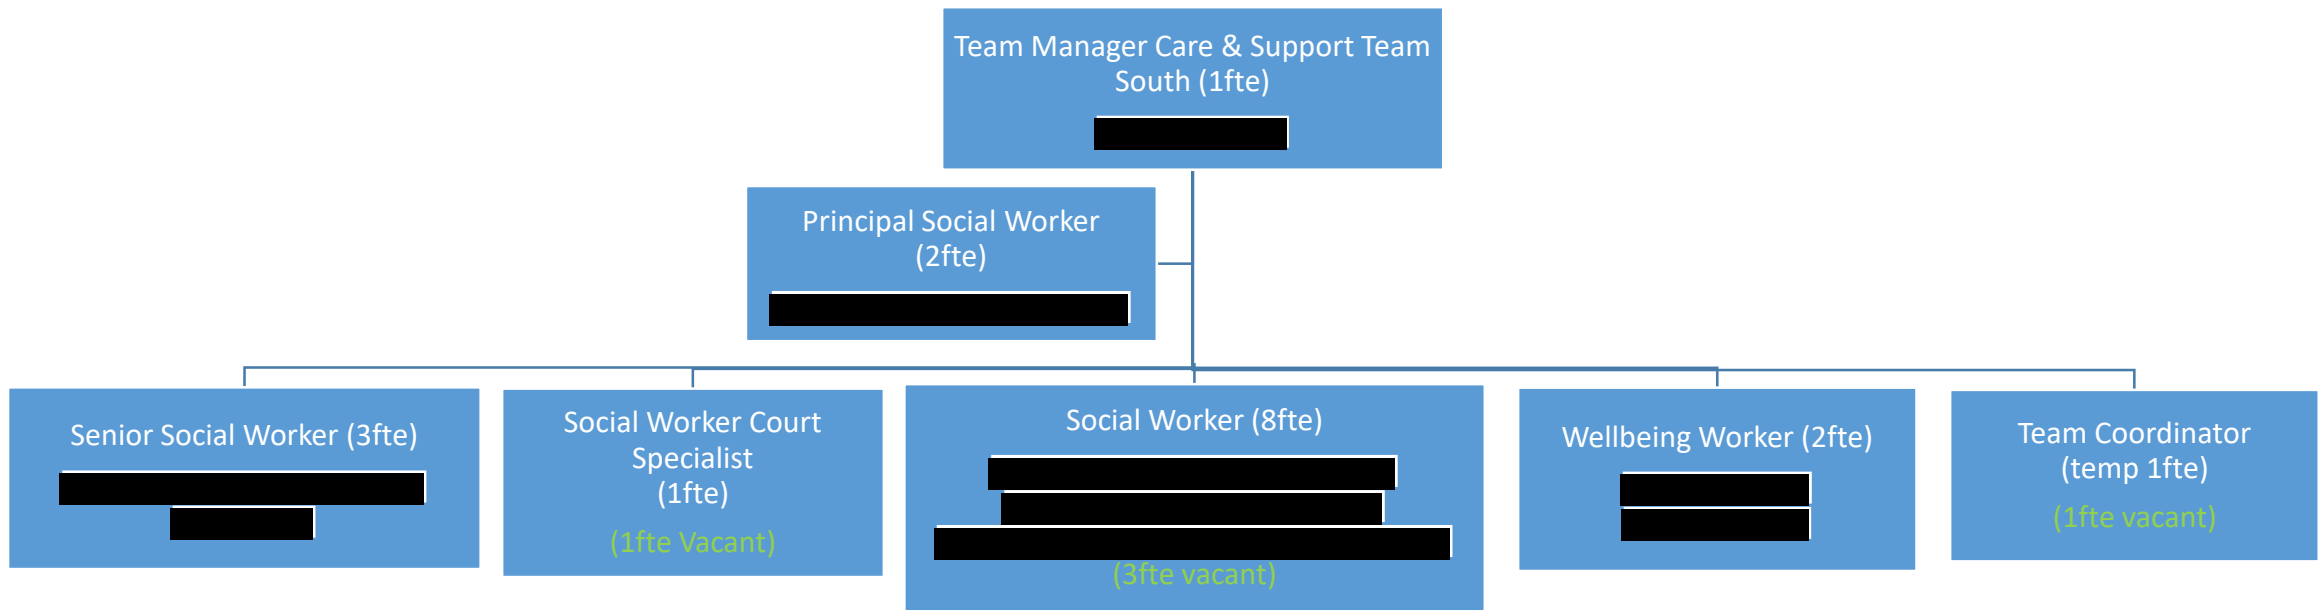 Team Manager Care & Support Team
South (1fte)
Principal Social Worker
(2fte)
Senior Social Worker (3fte)
Social Worker Court
Specialist
(1fte)
(1fte Vacant)
Social Worker (8fte)
(3fte vacant)
Wellbeing Worker (2fte)
Team Coordinator
(temp 1fte)
(1fte vacant)